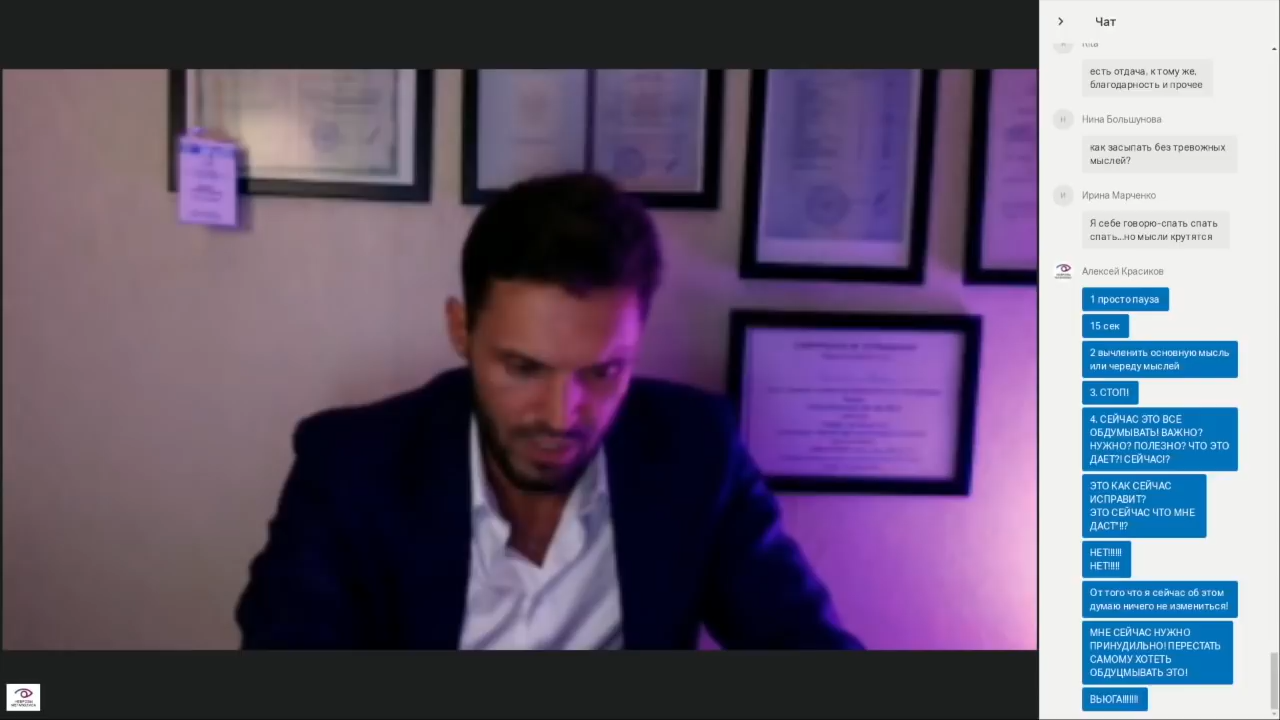 Чат
Rita
есть отдача, к тому же,
благодарность и прочее
Н
Нина Большунова
как засыпать без тревожных
мыслей?
И
Ирина Марченко
Я себе говорю-спать спать
спать...но мысли крутятся
Алексей Красиков
1 просто пауза
15 сек
2 вычленить основную мысль
или череду мыслей
3. СТОП!
4. СЕЙЧАС ЭТО ВСЕ
ОБДУМЫВАТЬ! ВАЖНО?
НУЖНО? ПОЛЕЗНО? ЧТО ЭТО
ДАЕТ?! СЕЙЧАС!?
ЭТО КАК СЕЙЧАС
ИСПРАВИТ?
ЭТО СЕЙЧАС ЧТО МНЕ
ДАСТ"!!?
НЕТ!!!!!!
НЕТ!!!!!
От того что я сейчас об этом
думаю ничего не измениться!
МНЕ СЕЙЧАС НУЖНО
ПРИНУДИЛЬНО! ПЕРЕСТАТЬ
САМОМУ ХОТЕТЬ
ОБДУЦМЫВАТЬ ЭТО!
ВЬЮГА!!!!!!!!